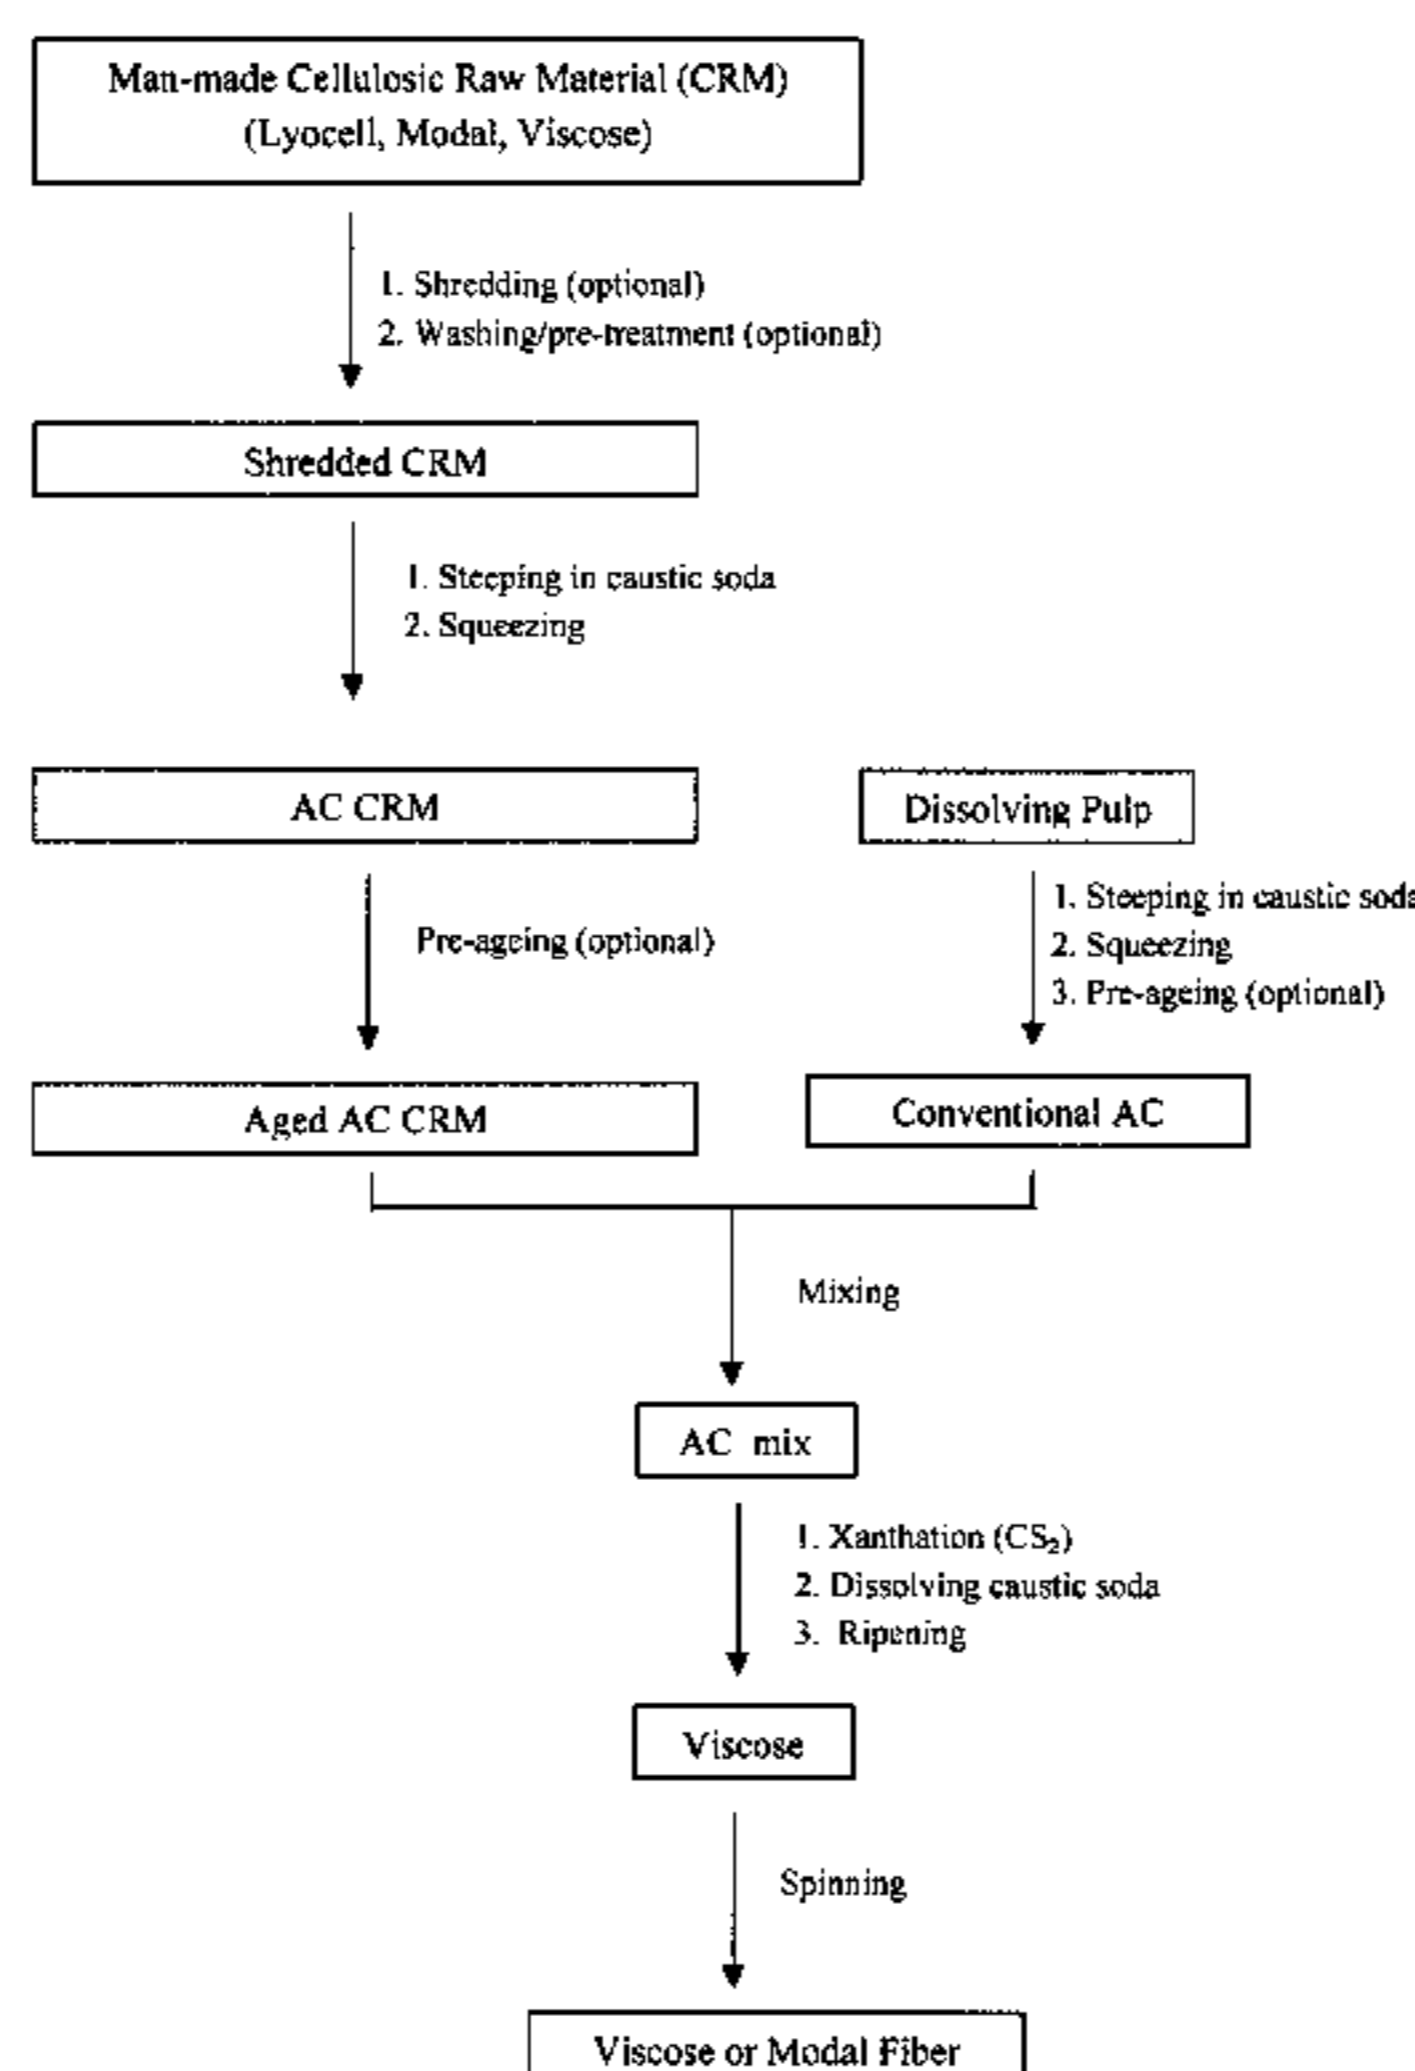 Man-made Cellulosic Raw Material (CRM)
(Lyocell, Modal, Viscose)
1. Shredding (optional)
2. Washing/pre-treatment (optional)
Shredded CRM
1. Steeping in caustic soda
2. Squeezing
AC CRM
Dissolving Pulp
Pre-ageing (optional)
1. Steeping in caustic soda
2. Squeezing
3. Pre-ageing (optional)
Aged AC CRM
Conventional AC
Mixing
AC mix
1. Xanthation (CS₂)
2. Dissolving caustic soda
3. Ripening
Viscose
Spinning
Viscose or Modal Fiber